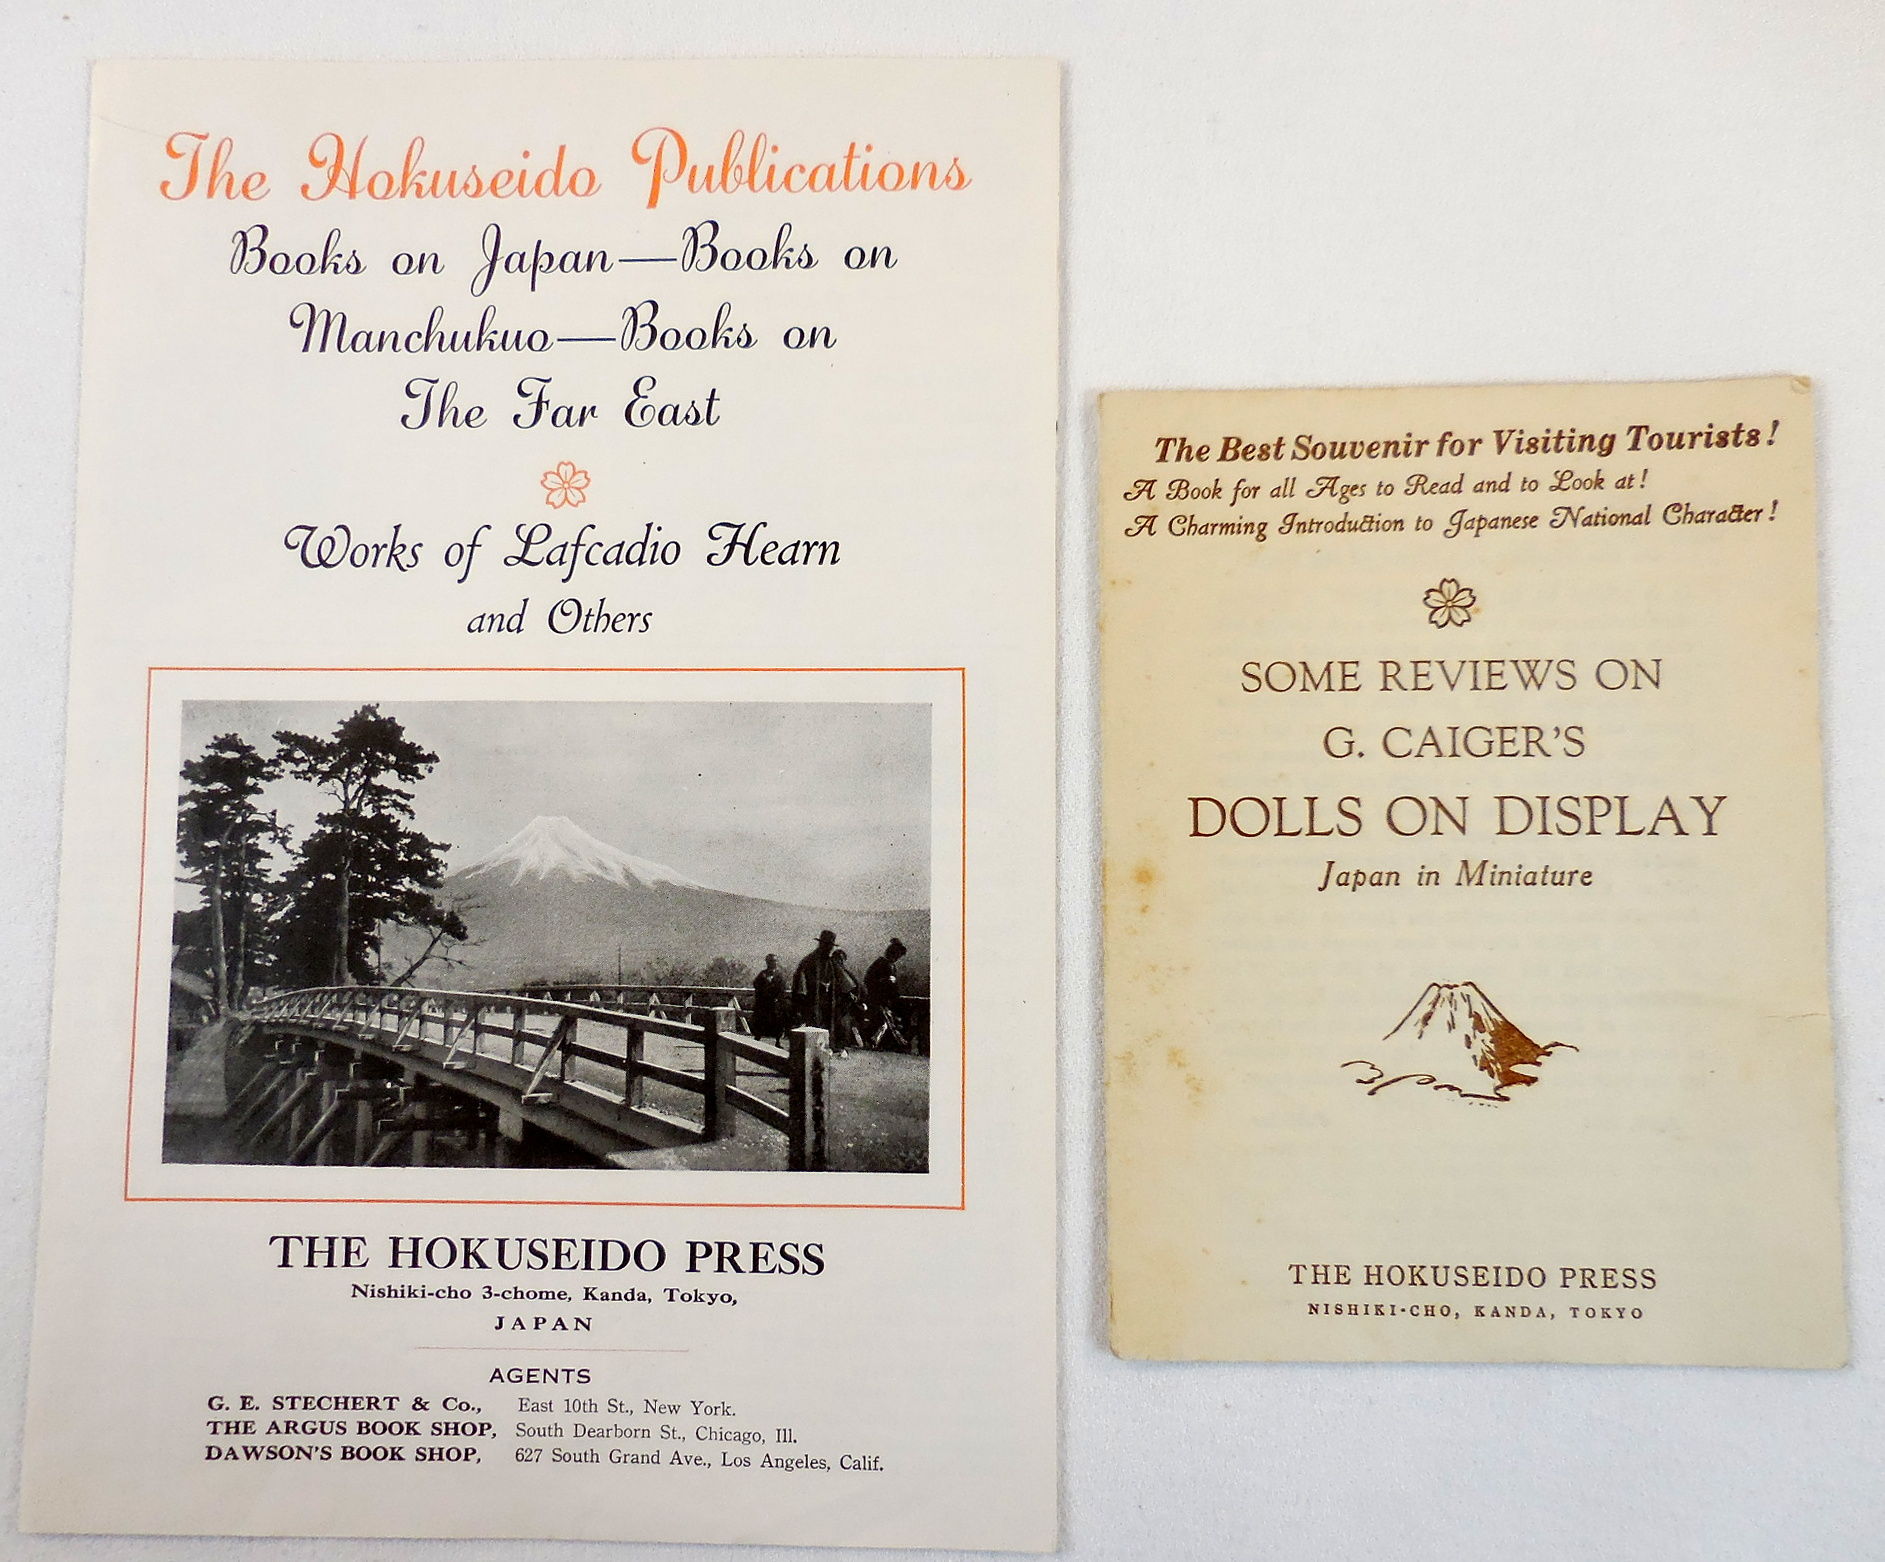 The Hokuseido Publications
Books on Japan—Books on
Manchukuo—Books on
The Far East
Works of Lafcadio Hearn
and Others
THE HOKUSEIDO PRESS
Nishiki-cho 3-chome, Kanda, Tokyo,
JAPAN
AGENTS
G. E. STECHERT & Co., East 10th St., New York.
THE ARGUS BOOK SHOP, South Dearborn St., Chicago, Ill.
DAWSON'S BOOK SHOP, 627 South Grand Ave., Los Angeles, Calif.
The Best Souvenir for Visiting Tourists!
A Book for all Ages to Read and to Look at!
A Charming Introduction to Japanese National Character!
SOME REVIEWS ON
G. CAIGER'S
DOLLS ON DISPLAY
Japan in Miniature
THE HOKUSEIDO PRESS
NISHIKI-CHO, KANDA, TOKYO